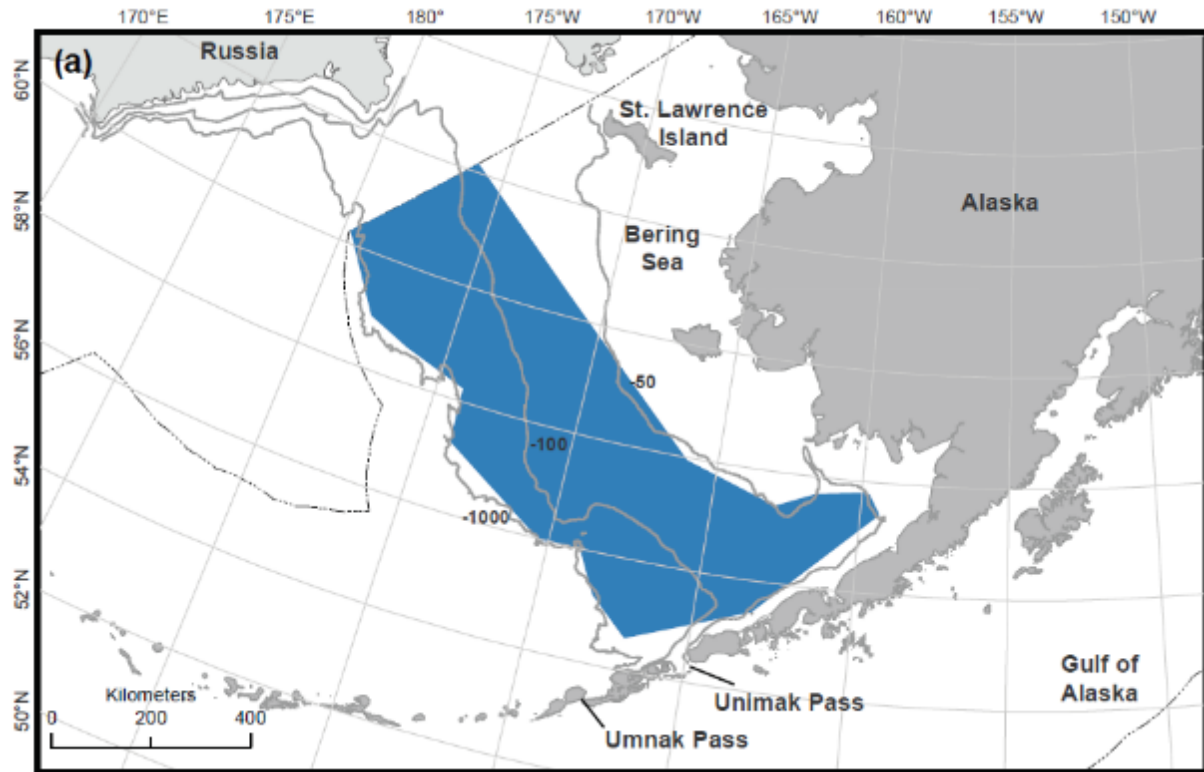 170°E 175°E 180° -175°W -170°W -165°W -160°W -155°W -150°W
(a)
Russia
60°N
St. Lawrence
Island
58°N
Alaska
Bering
Sea
56°N
-50
-100
54°N
-1000
52°N
Gulf of
Alaska
Kilometers
Unimak Pass
50°N
0 200 400
Umnak Pass